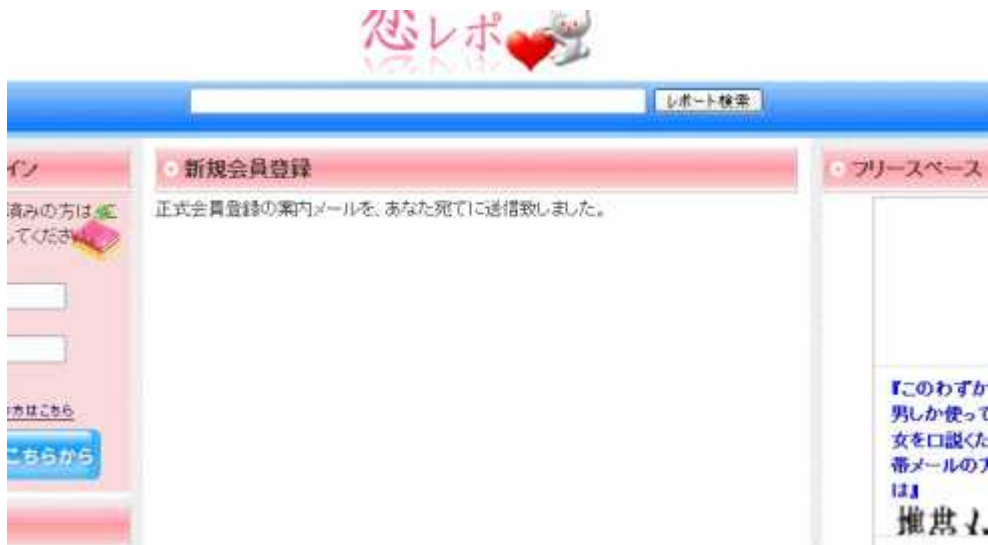 恋レポ
レポート検索
イン
済みの方は
してください
方はこちら
こちらから
新規会員登録
正式会員登録の案内メールを、あなた宛てに送信致しました。
フリースペース
『このわずか
男しか使って
女を口説くた
帯メールの
は』